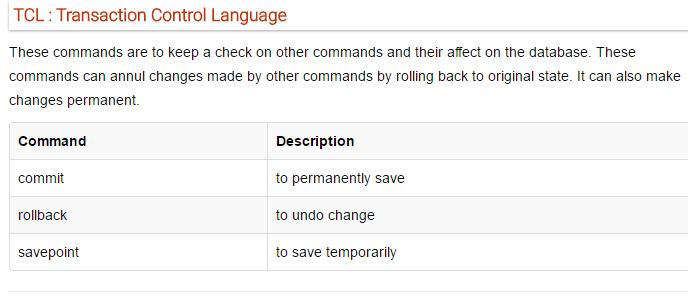 TCL : Transaction Control Language
These commands are to keep a check on other commands and their affect on the database. These
commands can annul changes made by other commands by rolling back to original state. It can also make
changes permanent.
Command Description
commit to permanently save
rollback to undo change
savepoint to save temporarily